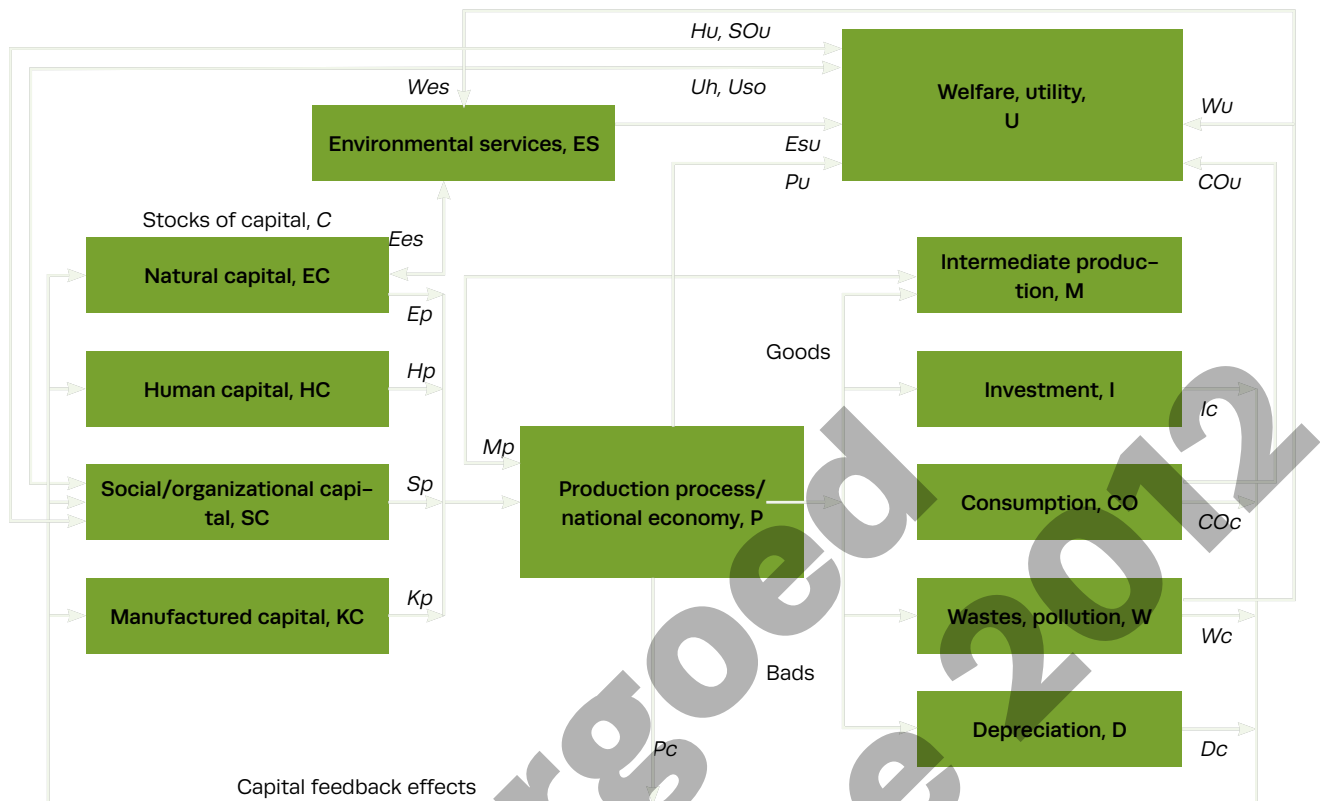 Hu, SOu
Wes
Uh, Uso
Welfare, utility,
U
Wu
Environmental services, ES
Esu
Pu
COu
Stocks of capital, C
Ees
Natural capital, EC
Intermediate produc-
tion, M
Ep
Goods
Hp
Human capital, HC
Investment, I
Ic
Mp
Sp
Social/organizational capi-
tal, SC
Production process/
national economy, P
Consumption, CO
COc
Kp
Manufactured capital, KC
Wastes, pollution, W
Wc
Bads
Depreciation, D
Pc
Dc
Capital feedback effects
rgoed
2012